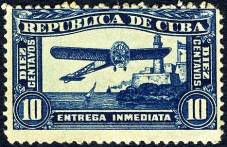 REPUBLICA DE CUBA
DIEZ CENTAVOS
DIEZ CENTAVOS
10
ENTREGA INMEDIATA
10